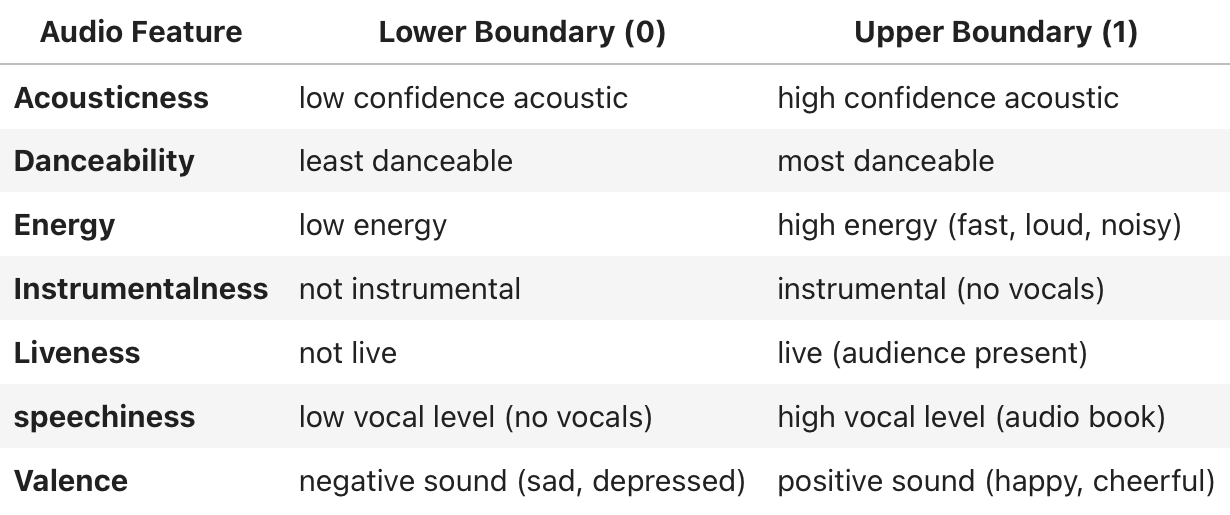 Audio Feature Lower Boundary (0) Upper Boundary (1)
Acousticness low confidence acoustic high confidence acoustic
Danceability least danceable most danceable
Energy low energy high energy (fast, loud, noisy)
Instrumentalness not instrumental instrumental (no vocals)
Liveness not live live (audience present)
speechiness low vocal level (no vocals) high vocal level (audio book)
Valence negative sound (sad, depressed) positive sound (happy, cheerful)